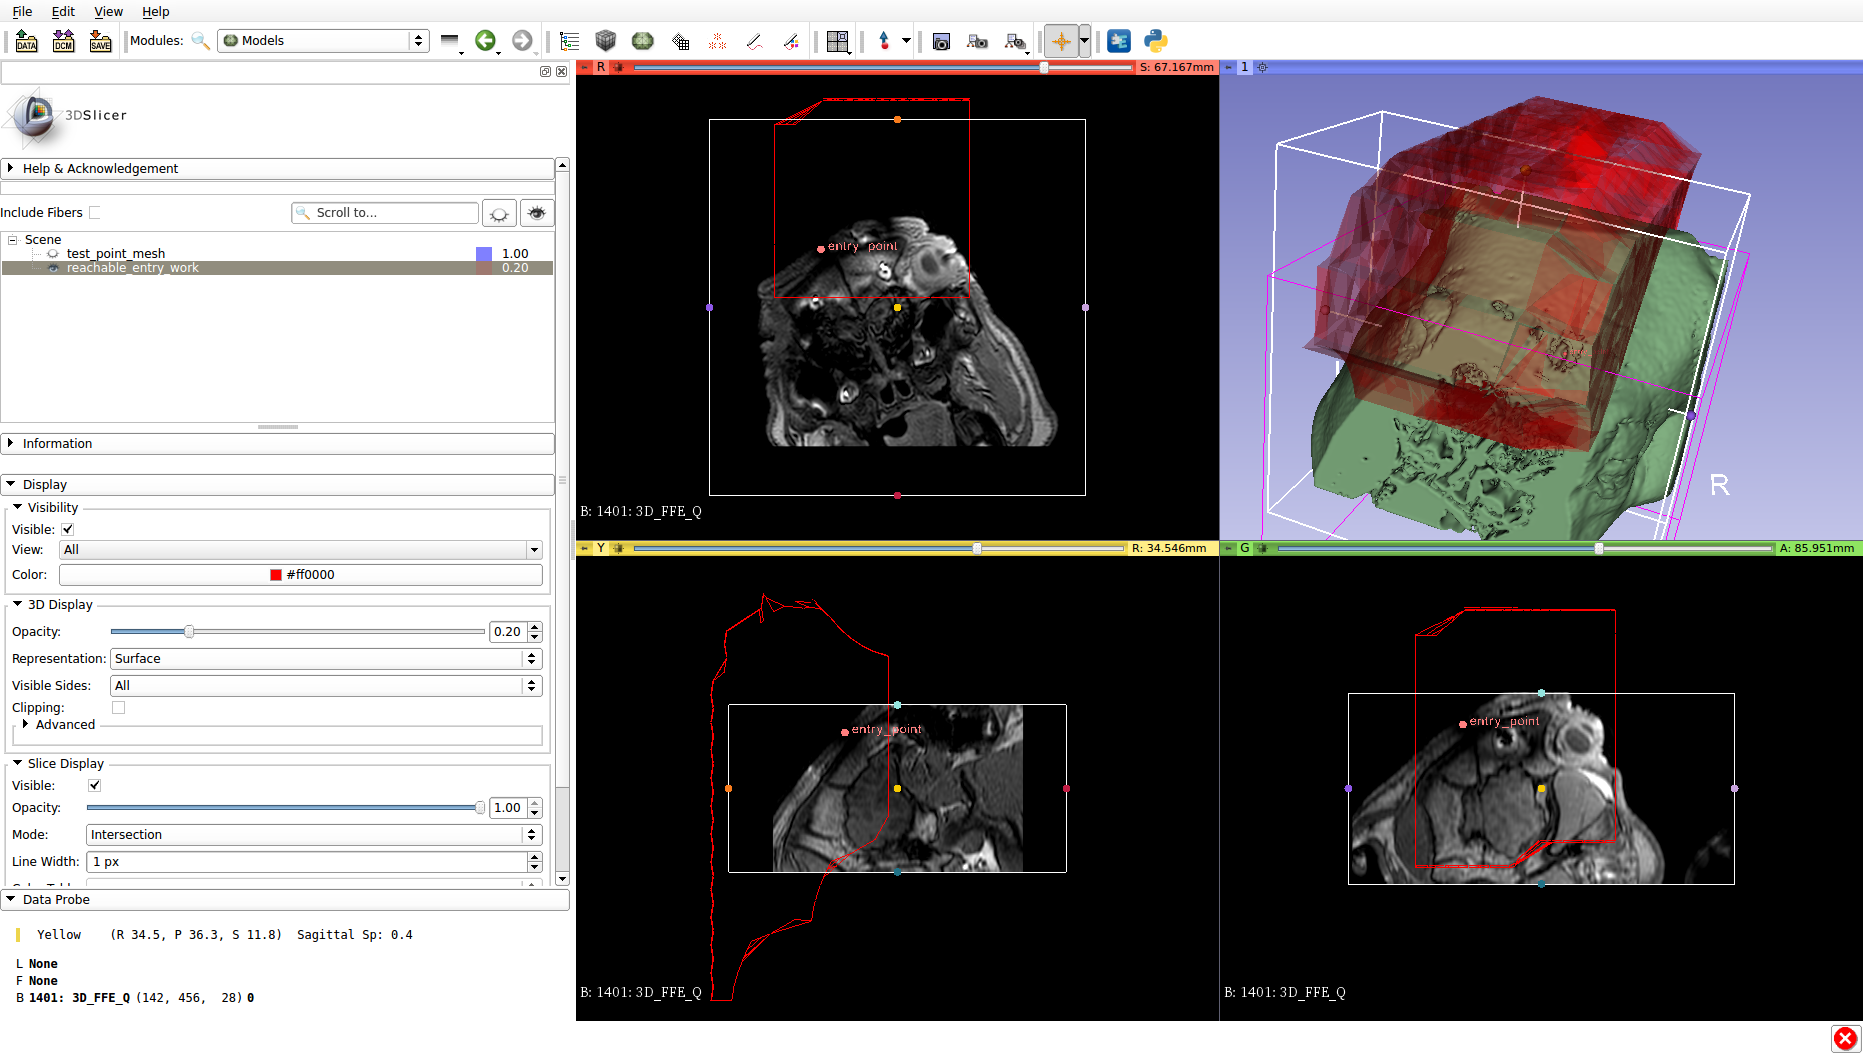 File Edit View Help
DATA DCM SAVE Modules: Models
3DSlicer
Help & Acknowledgement
Include Fibers Scroll to...
Scene
test_point_mesh 1.00
reachable_entry_work 0.20
Information
Display
Visibility
Visible:
View: All
Color: #ff0000
3D Display
Opacity: 0.20
Representation: Surface
Visible Sides: All
Clipping:
Advanced
Slice Display
Visible:
Opacity: 1.00
Mode: Intersection
Line Width: 1 px
Data Probe
Yellow (R 34.5, P 36.3, S 11.8) Sagittal Sp: 0.4
L None
F None
B 1401: 3D_FFE_Q (142, 456, 28) 0
R S: 67.167mm
entry_point
B: 1401: 3D_FFE_Q
1
R
Y R: 34.546mm
entry_point
B: 1401: 3D_FFE_Q
G A: 85.951mm
entry_point
B: 1401: 3D_FFE_Q